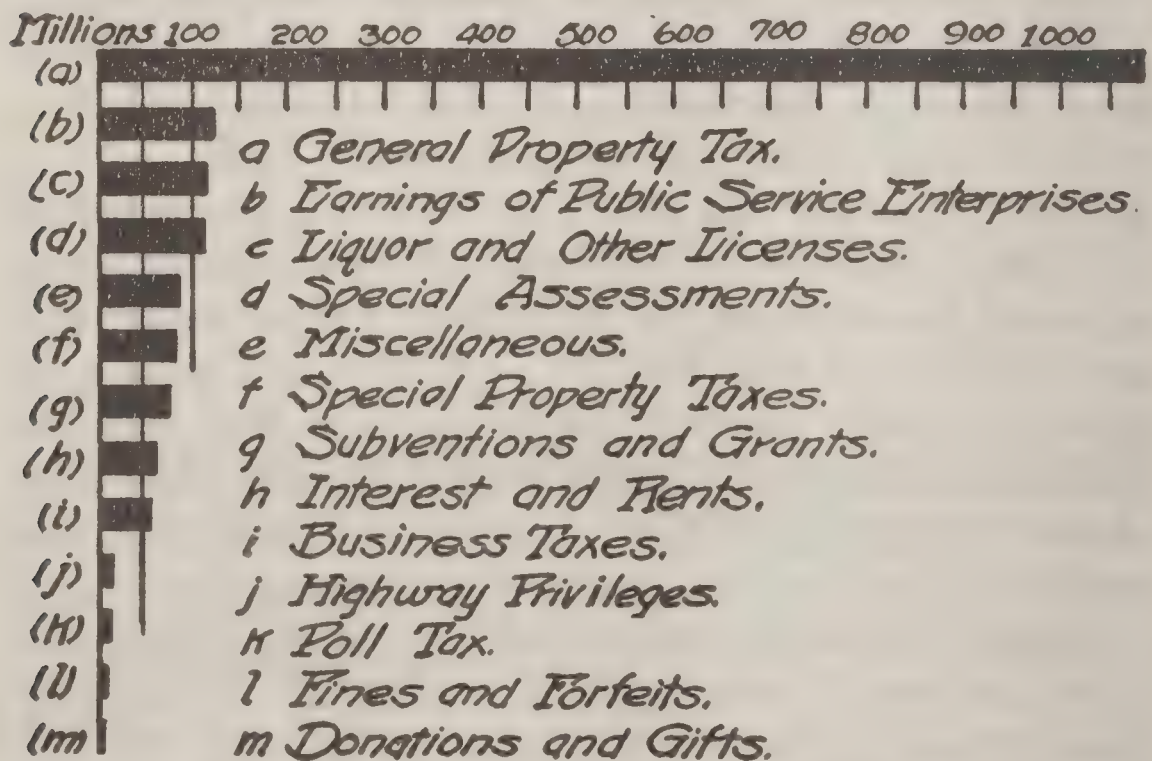 Millions 100 200 300 400 500 600 700 800 900 1000
(a)
(b)
a General Property Tax.
(c)
b Earnings of Public Service Enterprises.
(d)
c Liquor and Other Licenses.
(e)
d Special Assessments.
(f)
e Miscellaneous.
(g)
f Special Property Taxes.
(h)
g Subventions and Grants.
(i)
h Interest and Rents.
i Business Taxes.
(j)
j Highway Privileges.
(k)
k Poll Tax.
(l)
l Fines and Forfeits.
(m)
m Donations and Gifts.